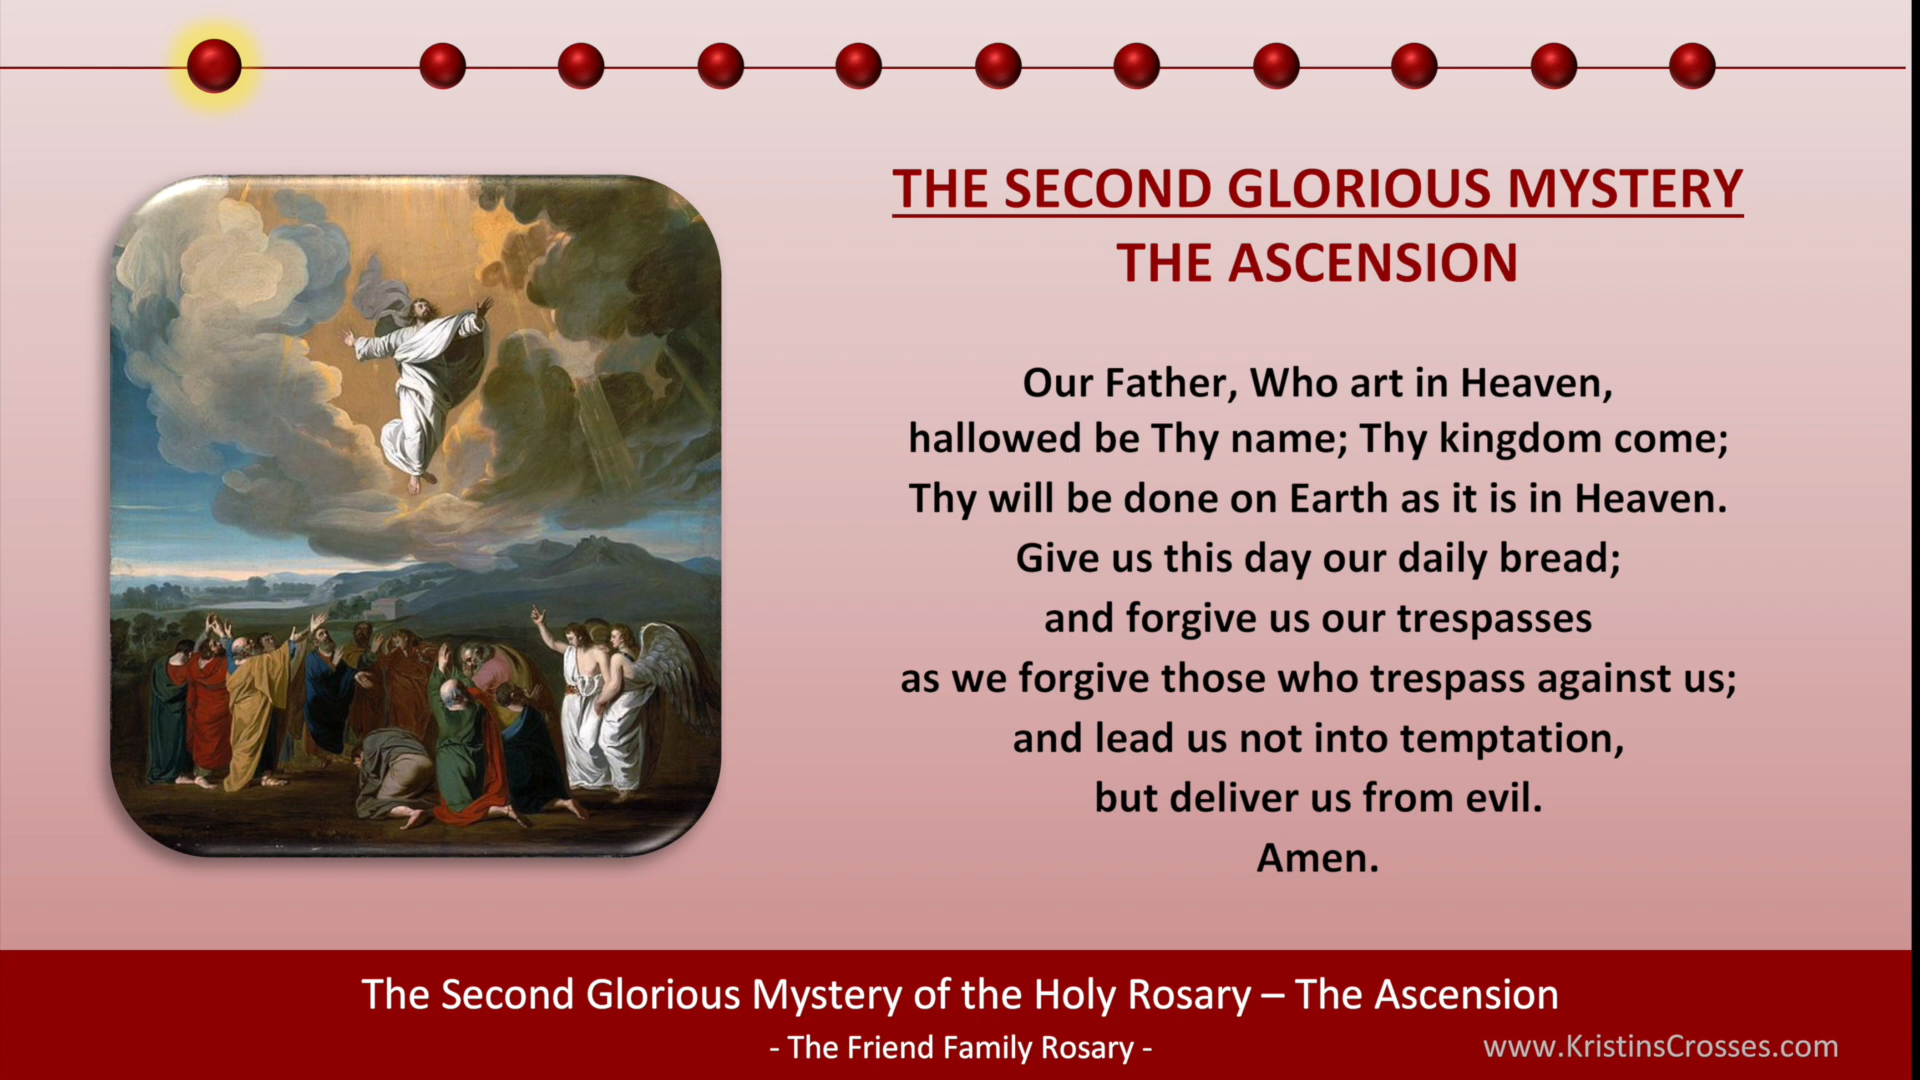 THE SECOND GLORIOUS MYSTERY
THE ASCENSION
Our Father, Who art in Heaven,
hallowed be Thy name; Thy kingdom come;
Thy will be done on Earth as it is in Heaven.
Give us this day our daily bread;
and forgive us our trespasses
as we forgive those who trespass against us;
and lead us not into temptation,
but deliver us from evil.
Amen.
The Second Glorious Mystery of the Holy Rosary – The Ascension
- The Friend Family Rosary -
www.KristinsCrosses.com